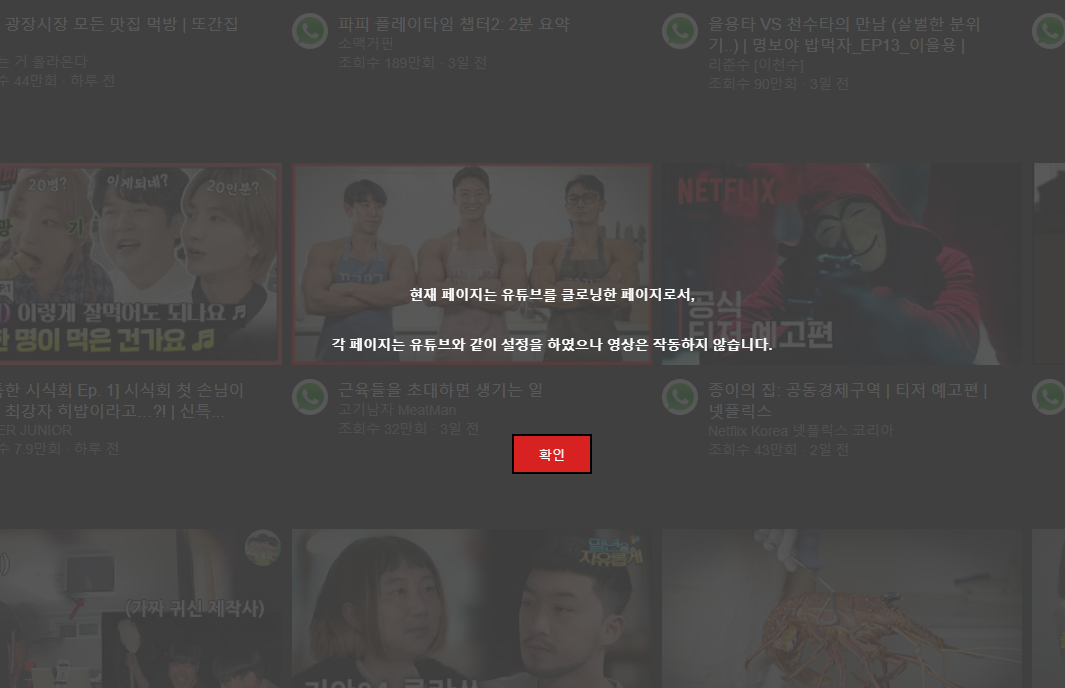 광장시장 모든 맛집 먹방 | 또간집
는 거 올라온다
수 44만회 · 하루 전
파피 플레이타임 챕터2: 2분 요약
소맥거핀
조회수 189만회 · 3일 전
을용타 VS 천수타의 만남 (살벌한 분위
기..) | 명보야 밥먹자_EP13_이을용 |
리춘수 [이천수]
조회수 90만회 · 3일 전
20병?
이게되네?
20인분?
기
이렇게 잘먹어도 되나요
한 명이 먹은 건가요
NETFLIX
공식
티저 예고편
현재 페이지는 유튜브를 클로닝한 페이지로서,
각 페이지는 유튜브와 같이 설정을 하였으나 영상은 작동하지 않습니다.
특한 시식회 Ep. 1] 시식회 첫 손님이
최강자 히밥이라고...?! | 신특...
ER JUNIOR
수 7.9만회 · 하루 전
근육들을 초대하면 생기는 일
고기남자 MeatMan
조회수 32만회 · 3일 전
종이의 집: 공동경제구역 | 티저 예고편 |
넷플릭스
Netflix Korea 넷플릭스 코리아
조회수 43만회 · 2일 전
확인
(가짜 귀신 제작사)
자유롭게